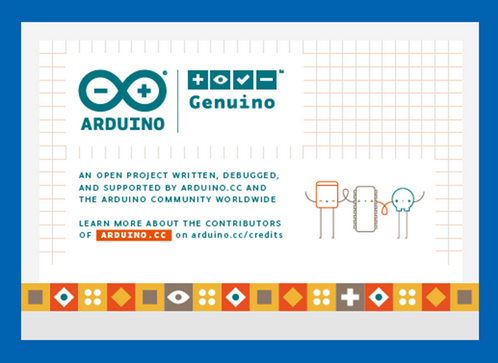 ARDUINO
Genuino
AN OPEN PROJECT WRITTEN, DEBUGGED,
AND SUPPORTED BY ARDUINO.CC AND
THE ARDUINO COMMUNITY WORLDWIDE
LEARN MORE ABOUT THE CONTRIBUTORS
OF ARDUINO.CC on arduino.cc/credits